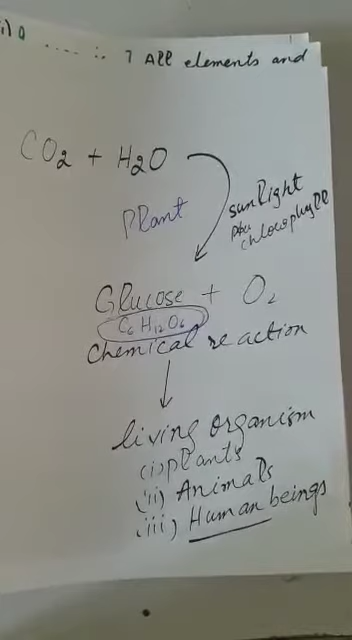 7 All elements and
CO2 + H2O
sunlight
Plant
chlorophyll
Glucose + O2
C6H12O6
chemical reaction
living organism
(i) plants
(ii) Animals
(iii) Human beings